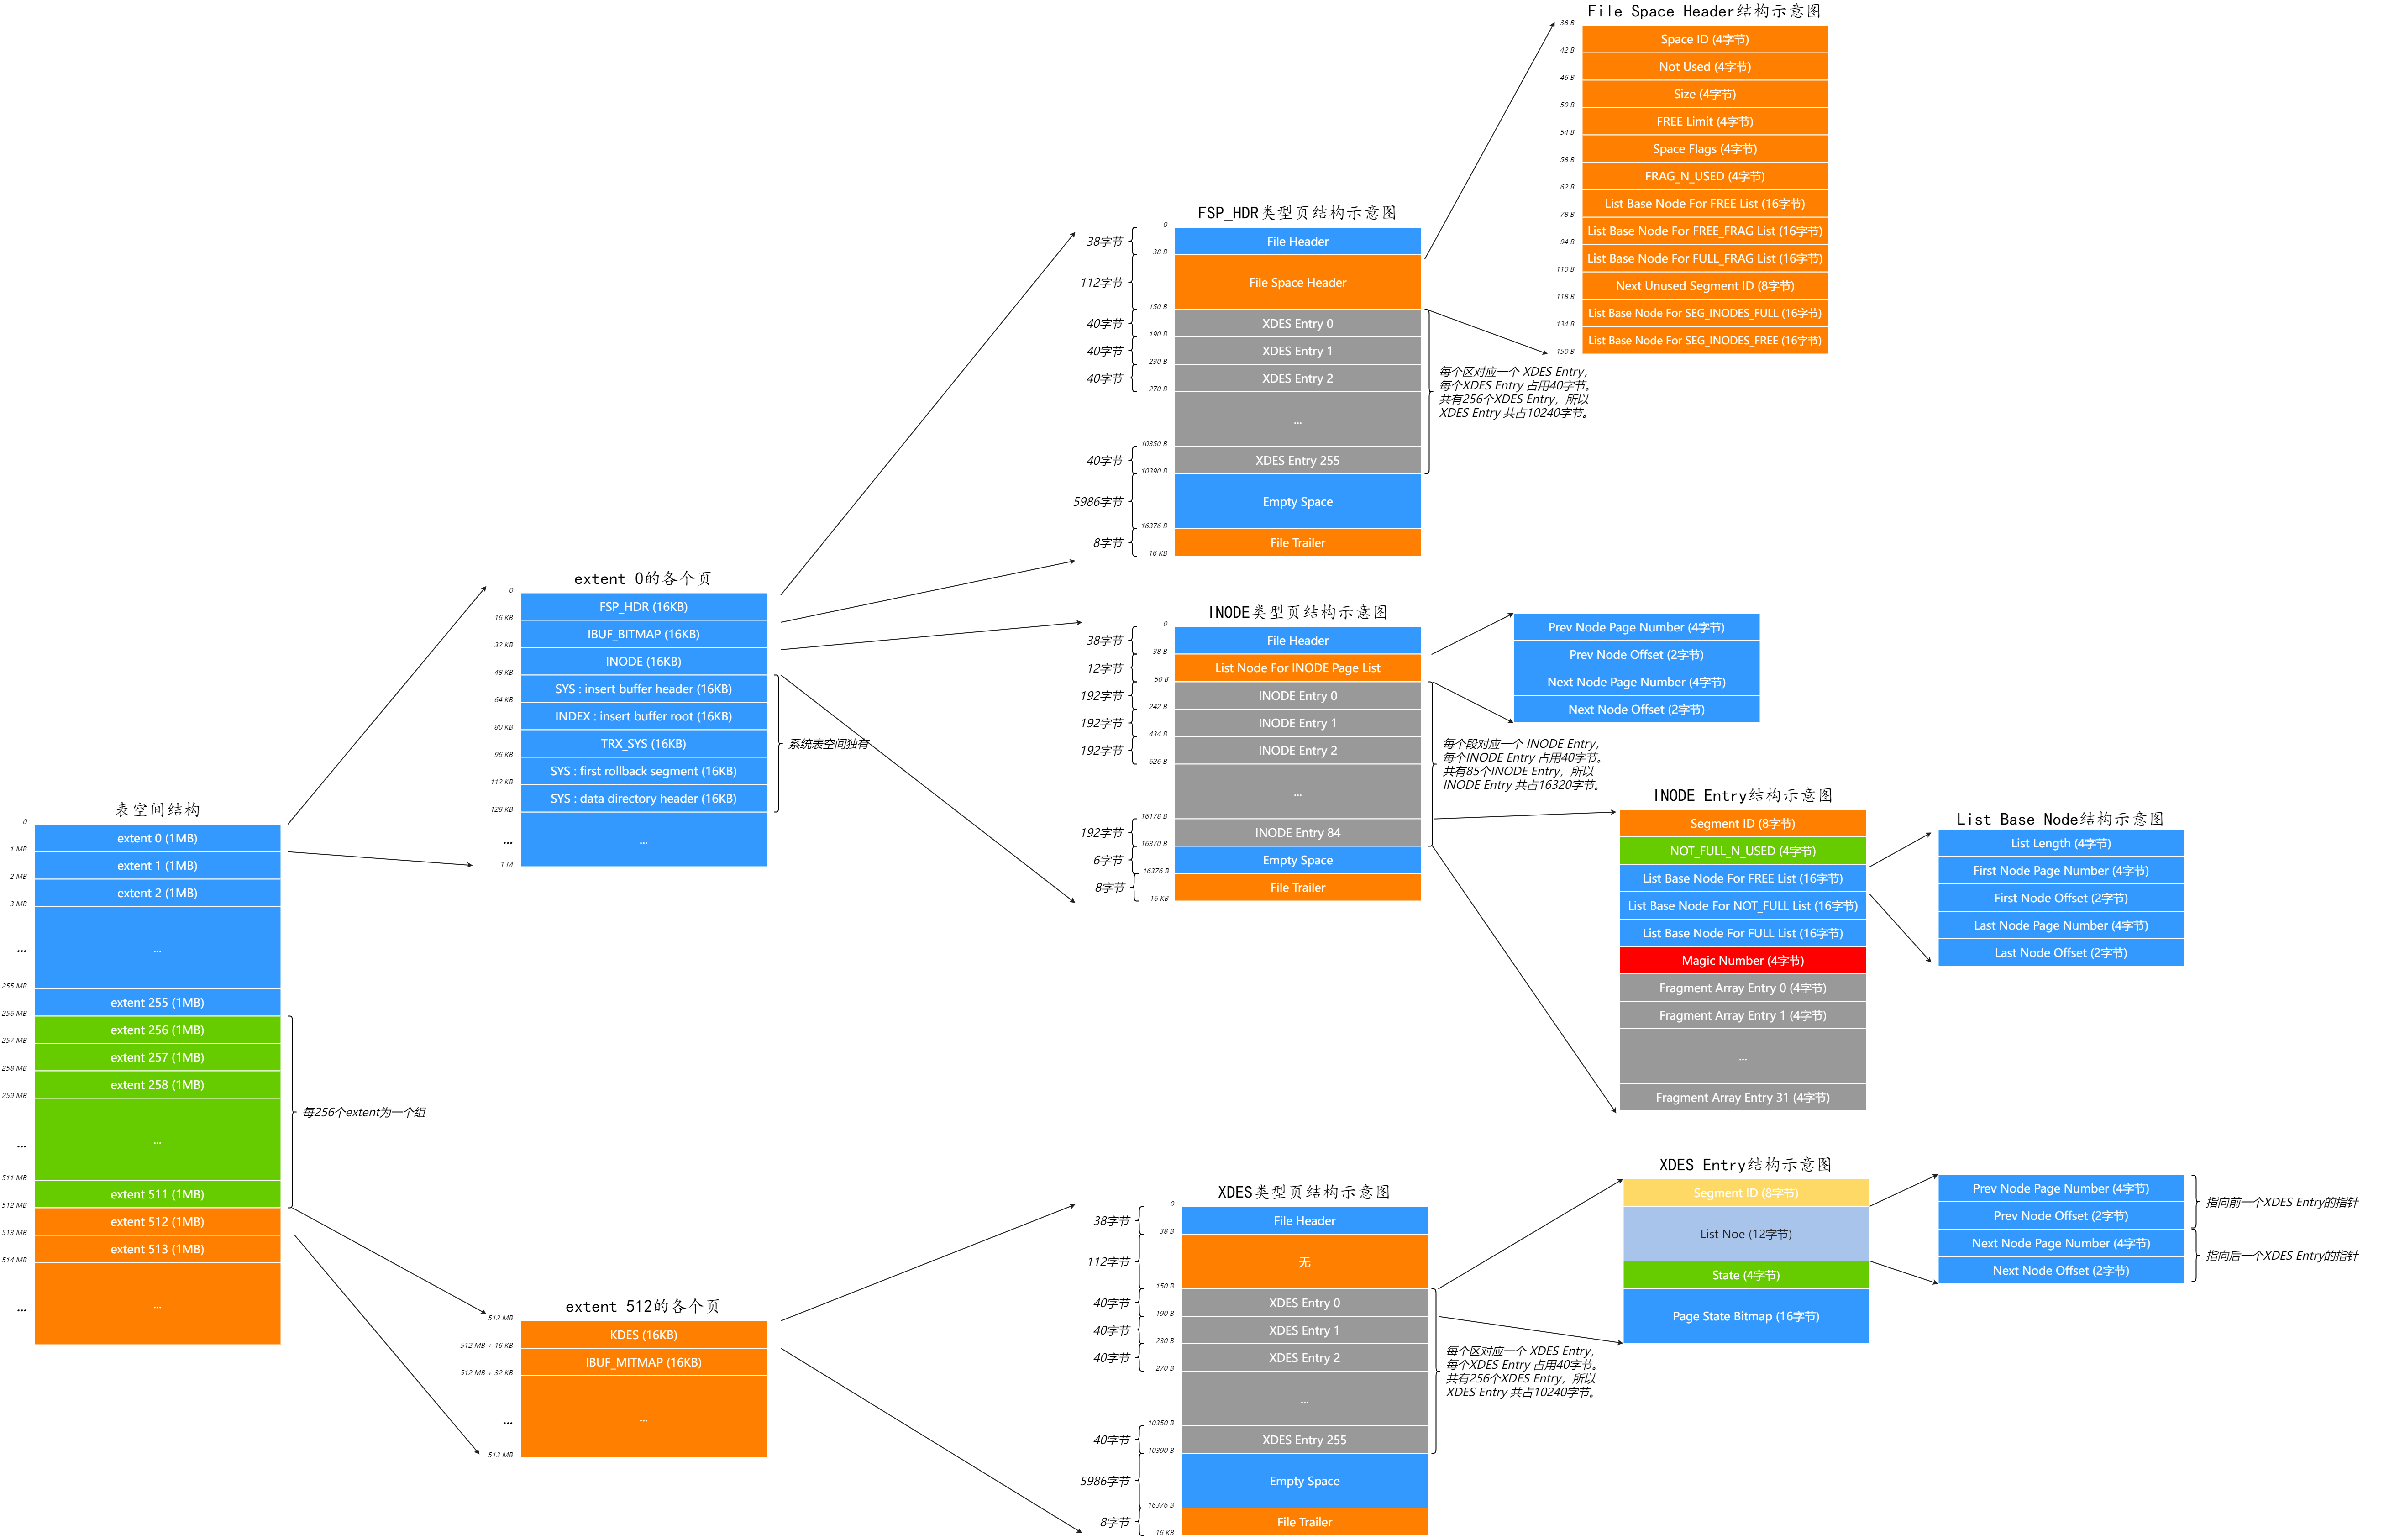 表空间结构
0
extent 0 (1MB)
1 MB
extent 1 (1MB)
2 MB
extent 2 (1MB)
3 MB
...
...
255 MB
extent 255 (1MB)
256 MB
extent 256 (1MB)
257 MB
extent 257 (1MB)
258 MB
extent 258 (1MB)
259 MB
...
...
511 MB
extent 511 (1MB)
512 MB
extent 512 (1MB)
513 MB
extent 513 (1MB)
514 MB
...
...
每256个extent为一个组
extent 0的各个页
0
FSP_HDR (16KB)
16 KB
IBUF_BITMAP (16KB)
32 KB
INODE (16KB)
48 KB
SYS : insert buffer header (16KB)
64 KB
INDEX : insert buffer root (16KB)
80 KB
TRX_SYS (16KB)
96 KB
SYS : first rollback segment (16KB)
112 KB
SYS : data directory header (16KB)
128 KB
...
...
1 M
系统表空间独有
extent 512的各个页
512 MB
KDES (16KB)
512 MB + 16 KB
IBUF_MITMAP (16KB)
512 MB + 32 KB
...
...
513 MB
FSP_HDR类型页结构示意图
0
38字节
File Header
38 B
112字节
File Space Header
150 B
40字节
XDES Entry 0
190 B
40字节
XDES Entry 1
230 B
40字节
XDES Entry 2
270 B
...
10350 B
40字节
XDES Entry 255
10390 B
5986字节
Empty Space
16376 B
8字节
File Trailer
16 KB
每个区对应一个 XDES Entry,
每个XDES Entry 占用40字节。
共有256个XDES Entry，所以
XDES Entry 共占10240字节。
File Space Header结构示意图
38 B
Space ID (4字节)
42 B
Not Used (4字节)
46 B
Size (4字节)
50 B
FREE Limit (4字节)
54 B
Space Flags (4字节)
58 B
FRAG_N_USED (4字节)
62 B
List Base Node For FREE List (16字节)
78 B
List Base Node For FREE_FRAG List (16字节)
94 B
List Base Node For FULL_FRAG List (16字节)
110 B
Next Unused Segment ID (8字节)
118 B
List Base Node For SEG_INODES_FULL (16字节)
134 B
List Base Node For SEG_INODES_FREE (16字节)
150 B
INODE类型页结构示意图
0
38字节
File Header
38 B
12字节
List Node For INODE Page List
50 B
192字节
INODE Entry 0
242 B
192字节
INODE Entry 1
434 B
192字节
INODE Entry 2
626 B
...
16178 B
192字节
INODE Entry 84
16370 B
6字节
Empty Space
16376 B
8字节
File Trailer
16 KB
Prev Node Page Number (4字节)
Prev Node Offset (2字节)
Next Node Page Number (4字节)
Next Node Offset (2字节)
每个段对应一个 INODE Entry,
每个INODE Entry 占用40字节。
共有85个INODE Entry，所以
INODE Entry 共占16320字节。
INODE Entry结构示意图
Segment ID (8字节)
NOT_FULL_N_USED (4字节)
List Base Node For FREE List (16字节)
List Base Node For NOT_FULL List (16字节)
List Base Node For FULL List (16字节)
Magic Number (4字节)
Fragment Array Entry 0 (4字节)
Fragment Array Entry 1 (4字节)
...
Fragment Array Entry 31 (4字节)
List Base Node结构示意图
List Length (4字节)
First Node Page Number (4字节)
First Node Offset (2字节)
Last Node Page Number (4字节)
Last Node Offset (2字节)
XDES类型页结构示意图
0
38字节
File Header
38 B
112字节
无
150 B
40字节
XDES Entry 0
190 B
40字节
XDES Entry 1
230 B
40字节
XDES Entry 2
270 B
...
10350 B
40字节
XDES Entry 255
10390 B
5986字节
Empty Space
16376 B
8字节
File Trailer
16 KB
每个区对应一个 XDES Entry,
每个XDES Entry 占用40字节。
共有256个XDES Entry，所以
XDES Entry 共占10240字节。
XDES Entry结构示意图
Segment ID (8字节)
List Noe (12字节)
State (4字节)
Page State Bitmap (16字节)
Prev Node Page Number (4字节)
Prev Node Offset (2字节)
Next Node Page Number (4字节)
Next Node Offset (2字节)
指向前一个XDES Entry的指针
指向后一个XDES Entry的指针